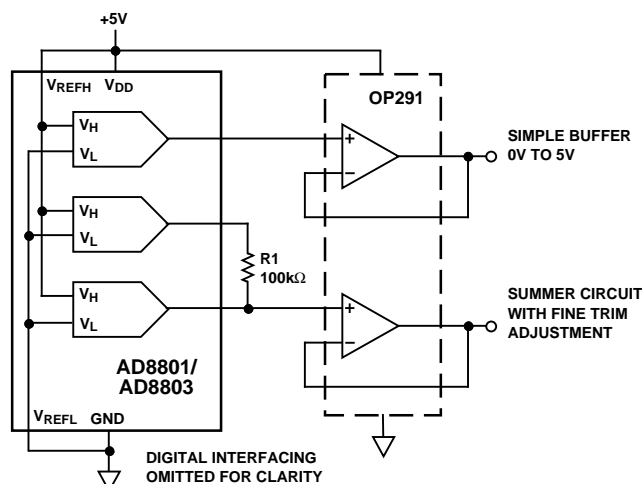 +5V
VREFH VDD
OP291
VH
VL
+
−
SIMPLE BUFFER
0V TO 5V
VH
VL
R1
100kΩ
VH
VL
+
−
SUMMER CIRCUIT
WITH FINE TRIM
ADJUSTMENT
AD8801/
AD8803
VREFL GND
DIGITAL INTERFACING
OMITTED FOR CLARITY